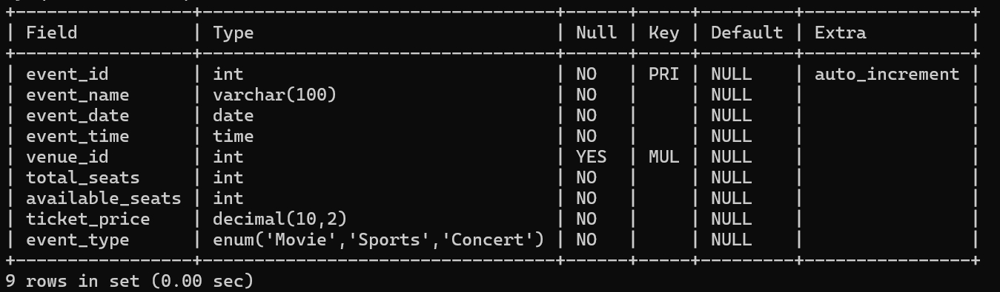 +-----------------+----------------------------------+------+-----+---------+----------------+
| Field           | Type                             | Null | Key | Default | Extra          |
+-----------------+----------------------------------+------+-----+---------+----------------+
| event_id        | int                              | NO   | PRI | NULL    | auto_increment |
| event_name      | varchar(100)                     | NO   |     | NULL    |                |
| event_date      | date                             | NO   |     | NULL    |                |
| event_time      | time                             | NO   |     | NULL    |                |
| venue_id        | int                              | YES  | MUL | NULL    |                |
| total_seats     | int                              | NO   |     | NULL    |                |
| available_seats | int                              | NO   |     | NULL    |                |
| ticket_price    | decimal(10,2)                    | NO   |     | NULL    |                |
| event_type      | enum('Movie','Sports','Concert') | NO   |     | NULL    |                |
+-----------------+----------------------------------+------+-----+---------+----------------+
9 rows in set (0.00 sec)